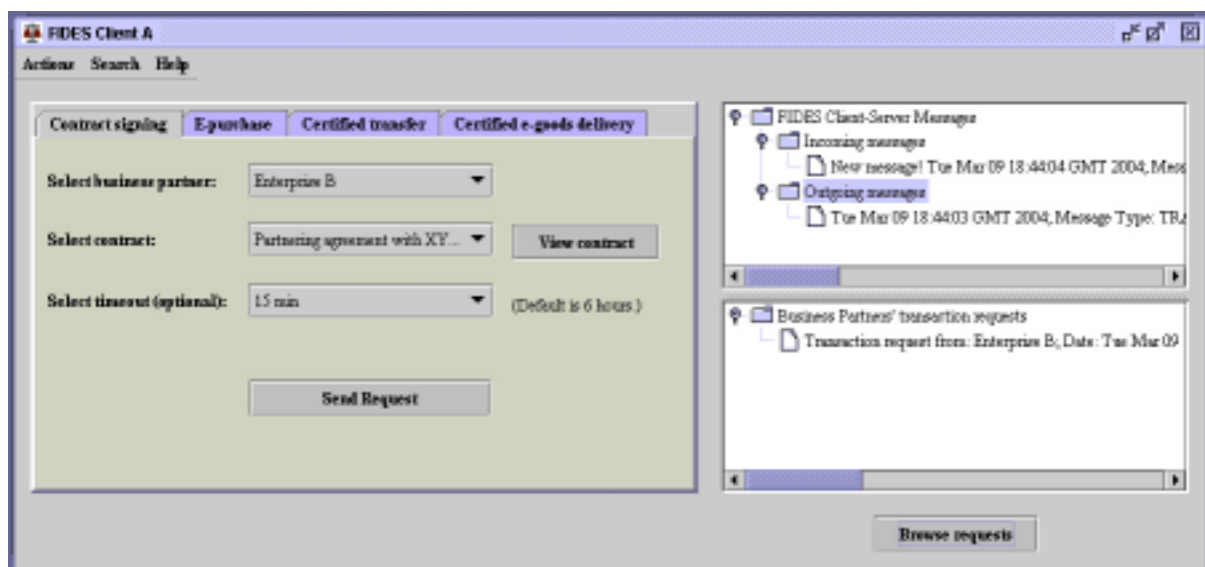 FIDES Client A
Actions Search Help
Contract signing E-purchase Certified transfer Certified e-goods delivery
Select business partner: Enterprise B
Select contract: Partnering agreement with XY... View contract
Select timeout (optional): 15 min (Default is 6 hours.)
Send Request
FIDES Client-Server Messages
Incoming messages
New message! Tue Mar 09 18:44:04 GMT 2004; Mess
Outgoing messages
Tue Mar 09 18:44:03 GMT 2004; Message Type: TRA
Business Partners' transaction requests
Transaction request from: Enterprise B; Date: Tue Mar 09
Browse requests